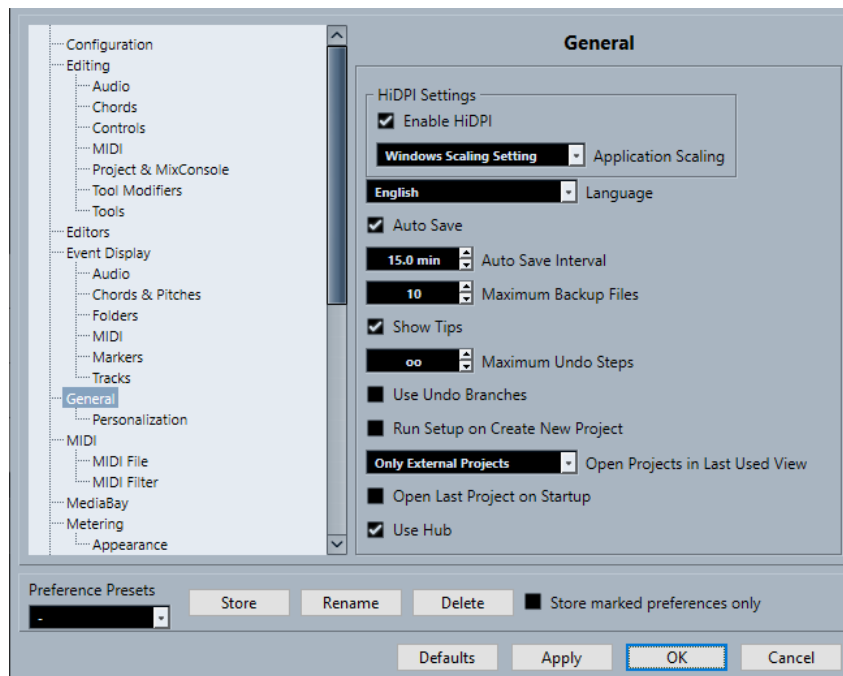 Configuration
Editing
Audio
Chords
Controls
MIDI
Project & MixConsole
Tool Modifiers
Tools
Editors
Event Display
Audio
Chords & Pitches
Folders
MIDI
Markers
Tracks
General
Personalization
MIDI
MIDI File
MIDI Filter
MediaBay
Metering
Appearance
General
HiDPI Settings
Enable HiDPI
Windows Scaling Setting Application Scaling
English Language
Auto Save
15.0 min Auto Save Interval
10 Maximum Backup Files
Show Tips
oo Maximum Undo Steps
Use Undo Branches
Run Setup on Create New Project
Only External Projects Open Projects in Last Used View
Open Last Project on Startup
Use Hub
Preference Presets
-
Store Rename Delete Store marked preferences only
Defaults Apply OK Cancel